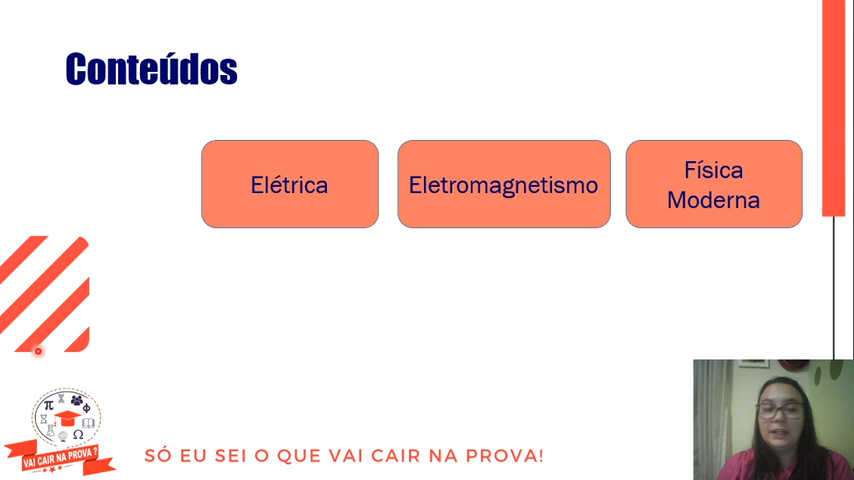 Conteúdos
Elétrica
Eletromagnetismo
Física
Moderna
π
Φ
Ω
VAI CAIR NA PROVA ?
SÓ EU SEI O QUE VAI CAIR NA PROVA!